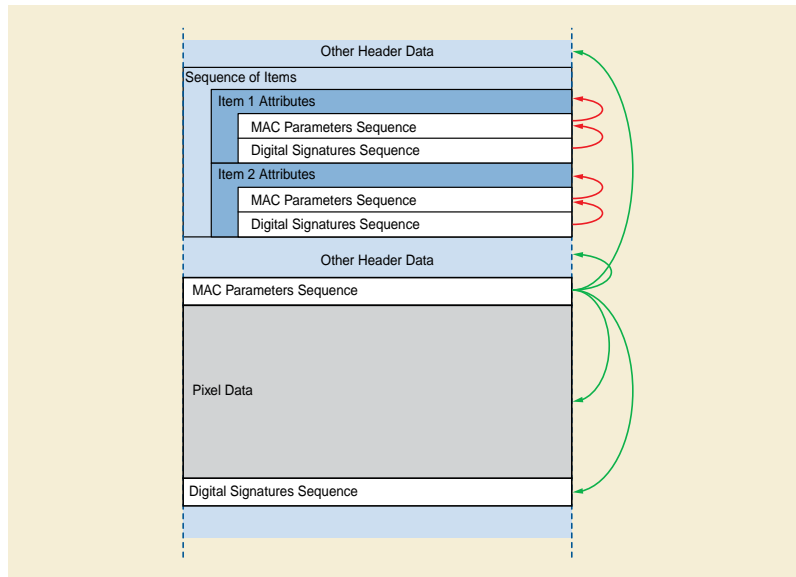 Other Header Data
Sequence of Items
Item 1 Attributes
MAC Parameters Sequence
Digital Signatures Sequence
Item 2 Attributes
MAC Parameters Sequence
Digital Signatures Sequence
Other Header Data
MAC Parameters Sequence
Pixel Data
Digital Signatures Sequence